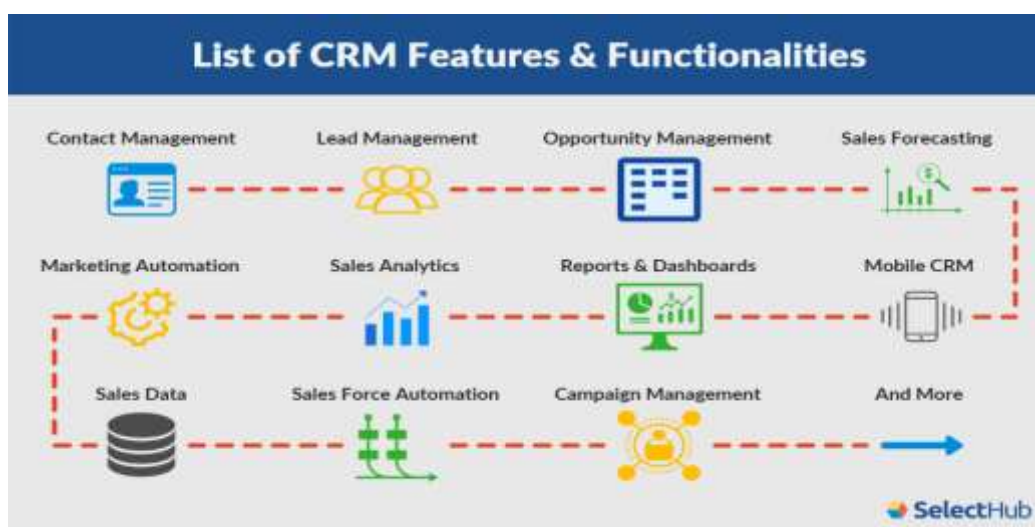 List of CRM Features & Functionalities
Contact Management
Lead Management
Opportunity Management
Sales Forecasting
Marketing Automation
Sales Analytics
Reports & Dashboards
Mobile CRM
Sales Data
Sales Force Automation
Campaign Management
And More
SelectHub